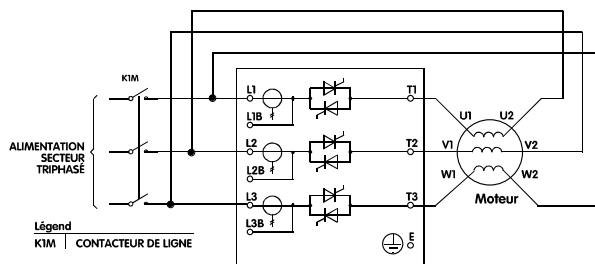 K1M
L1
T1
U1
U2
L1B
ALIMENTATION
SECTEUR
TRIPHASÉ
L2
T2
V1
V2
L2B
W1
W2
L3
T3
Moteur
L3B
E
Légend
K1M
CONTACTEUR DE LIGNE